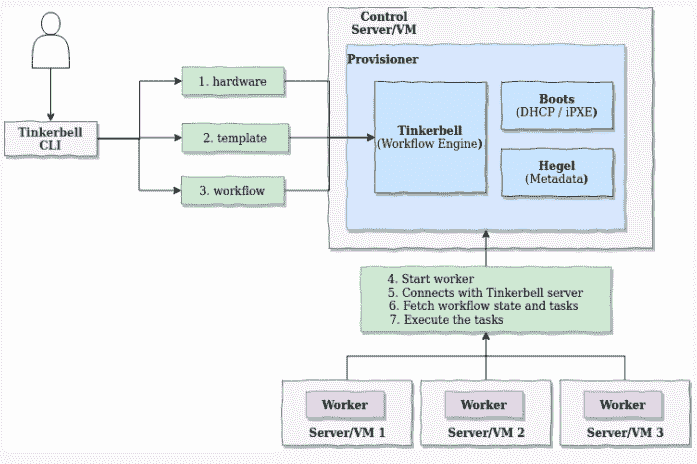 Control
Server/VM
Provisioner
Tinkerbell
CLI
1. hardware
2. template
3. workflow
Tinkerbell
(Workflow Engine)
Boots
(DHCP / iPXE)
Hegel
(Metadata)
4. Start worker
5. Connects with Tinkerbell server
6. Fetch workflow state and tasks
7. Execute the tasks
Worker
Server/VM 1
Worker
Server/VM 2
Worker
Server/VM 3